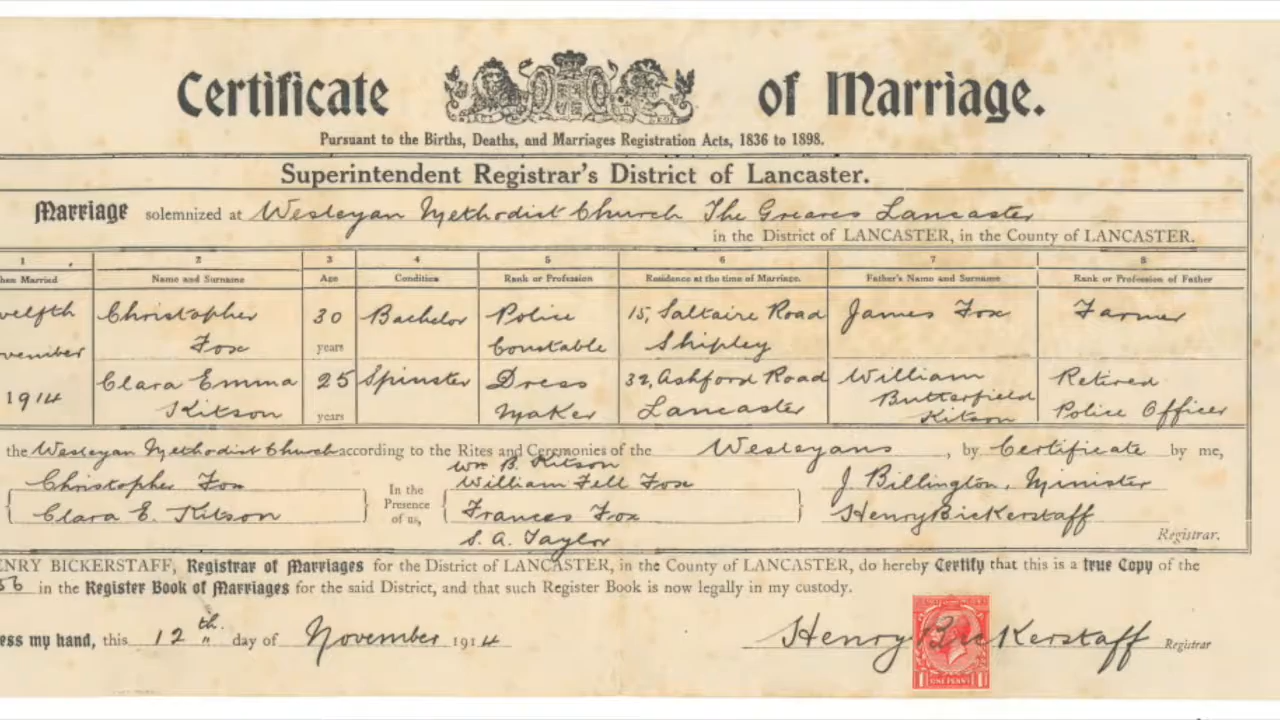 Certificate of Marriage.
Pursuant to the Births, Deaths, and Marriages Registration Acts, 1836 to 1898.
Superintendent Registrar's District of Lancaster.
Marriage solemnized at Wesleyan Methodist Church The Greaves Lancaster
in the District of LANCASTER, in the County of LANCASTER.
1 2 3 4 5 6 7 8
hen Married Name and Surname Age Condition Rank or Profession Residence at the time of Marriage. Father's Name and Surname Rank or Profession of Father
welfth Christopher 30 Bachelor Police 15, Saltaire Road James Fox Farmer
vember Fox years Constable Shipley
1914 Clara Emma 25 Spinster Dress 32, Ashford Road William Retired
Kitson years Maker Lancaster Butterfield Police Officer
Kitson
the Wesleyan Methodist Church according to the Rites and Ceremonies of the Wesleyans, by Certificate by me,
Wm B. Kitson
Christopher Fox In the William Fell Fox J Billington, Minister
Presence
Clara E. Kitson of us, Frances Fox Henry Bickerstaff
S. A. Taylor Registrar.
ENRY BICKERSTAFF, Registrar of Marriages for the District of LANCASTER, in the County of LANCASTER, do hereby Certify that this is a true Copy of the
56 in the Register Book of Marriages for the said District, and that such Register Book is now legally in my custody.
ess my hand, this 12th. day of November 1914 Henry Bickerstaff Registrar
1 ONE PENNY 1